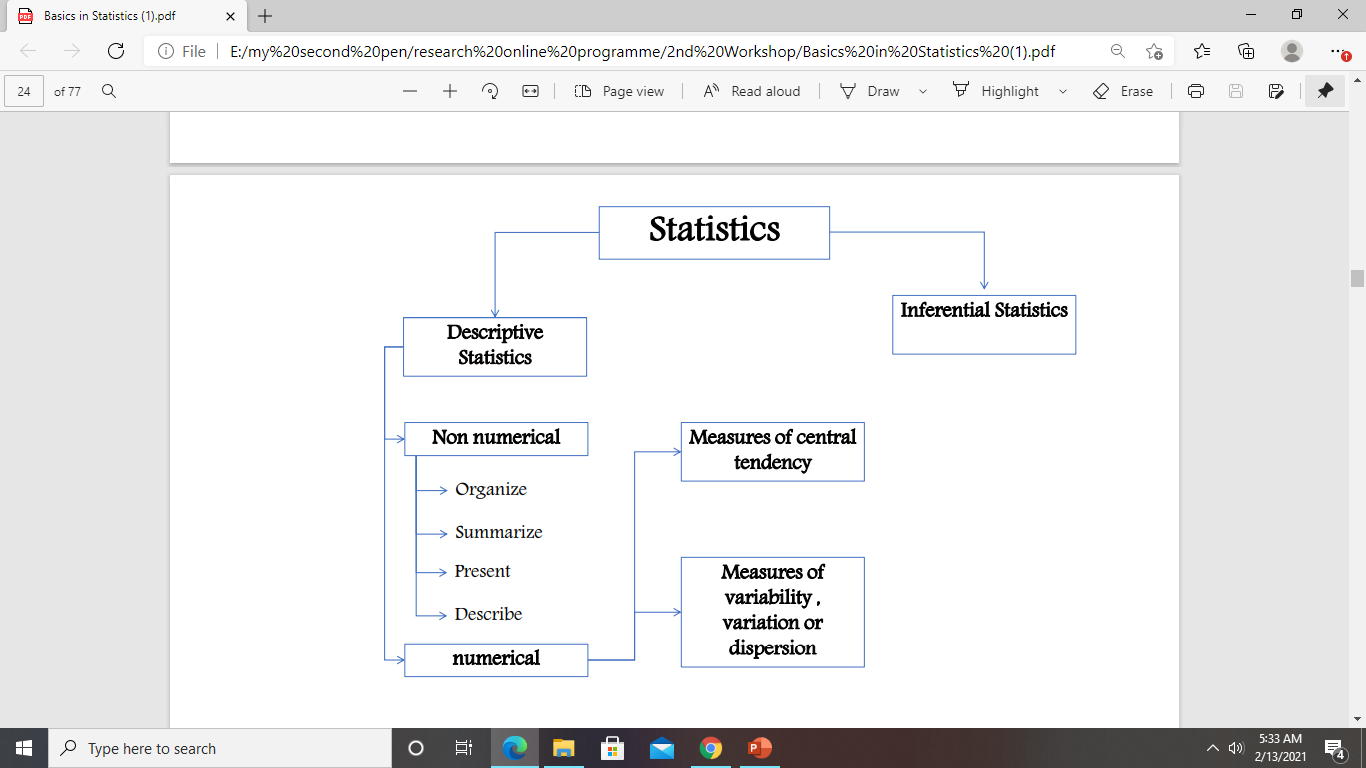 Basics in Statistics (1).pdf
File
E:/my%20second%20pen/research%20online%20programme/2nd%20Workshop/Basics%20in%20Statistics%20(1).pdf
24 of 77
Page view
Read aloud
Draw
Highlight
Erase
Statistics
Inferential Statistics
Descriptive
Statistics
Non numerical
Organize
Summarize
Present
Describe
numerical
Measures of central
tendency
Measures of
variability ,
variation or
dispersion
Type here to search
5:33 AM
2/13/2021
4